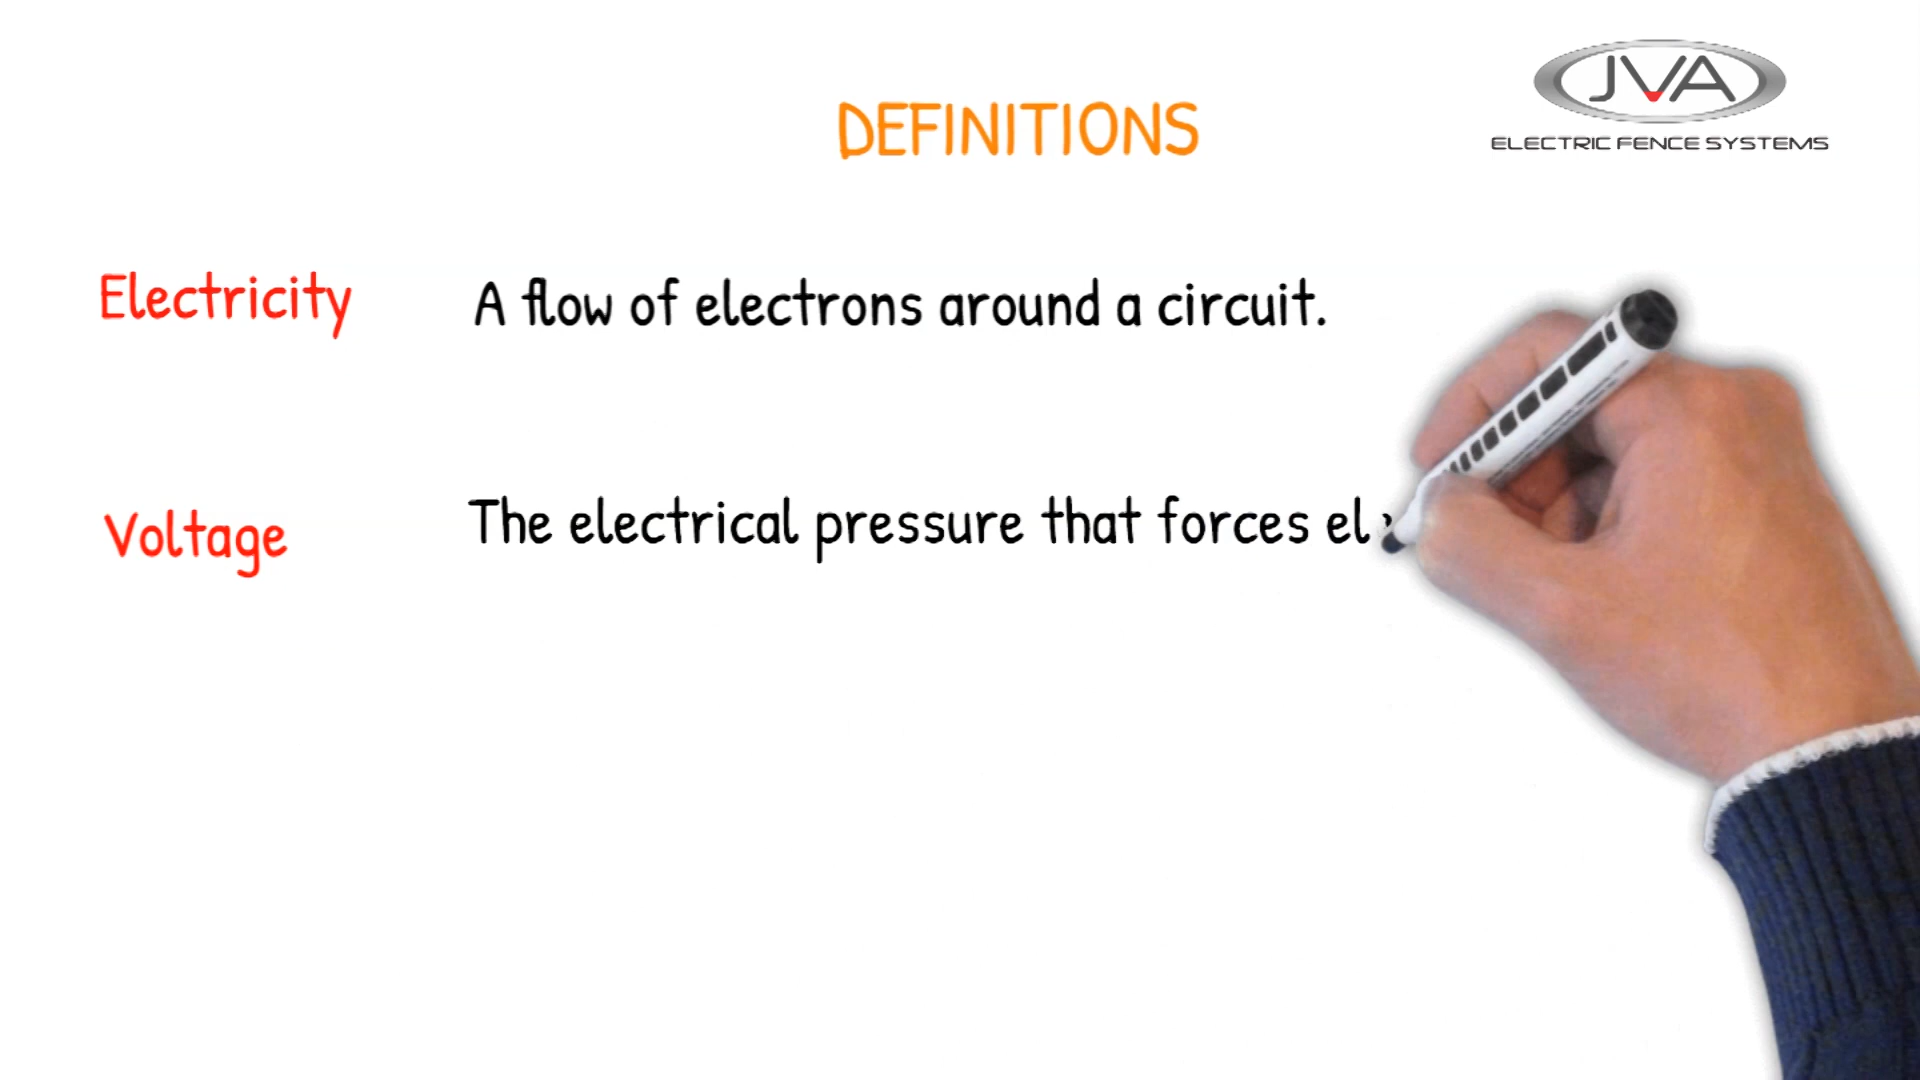 JVA
ELECTRIC FENCE SYSTEMS
DEFINITIONS
Electricity
A flow of electrons around a circuit.
Voltage
The electrical pressure that forces el